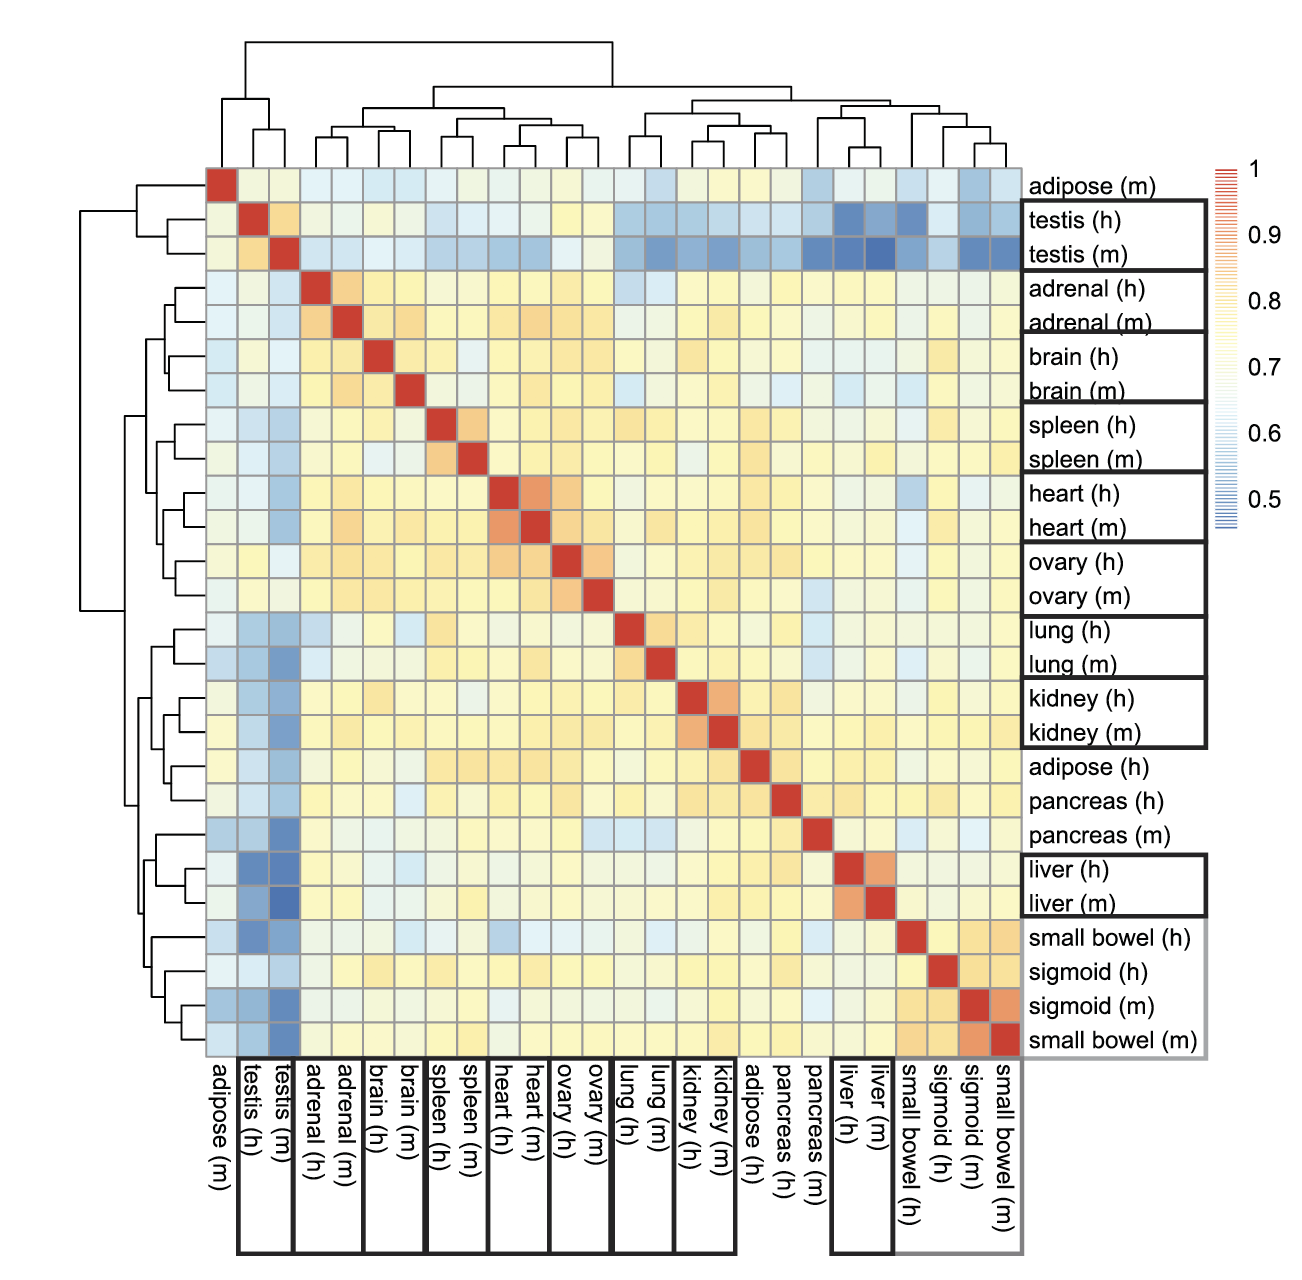 1
0.9
0.8
0.7
0.6
0.5
adipose (m)
testis (h)
testis (m)
adrenal (h)
adrenal (m)
brain (h)
brain (m)
spleen (h)
spleen (m)
heart (h)
heart (m)
ovary (h)
ovary (m)
lung (h)
lung (m)
kidney (h)
kidney (m)
adipose (h)
pancreas (h)
pancreas (m)
liver (h)
liver (m)
small bowel (h)
sigmoid (h)
sigmoid (m)
small bowel (m)
adipose (m)
testis (h)
testis (m)
adrenal (h)
adrenal (m)
brain (h)
brain (m)
spleen (h)
spleen (m)
heart (h)
heart (m)
ovary (h)
ovary (m)
lung (h)
lung (m)
kidney (h)
kidney (m)
adipose (h)
pancreas (h)
pancreas (m)
liver (h)
liver (m)
small bowel (h)
sigmoid (h)
sigmoid (m)
small bowel (m)